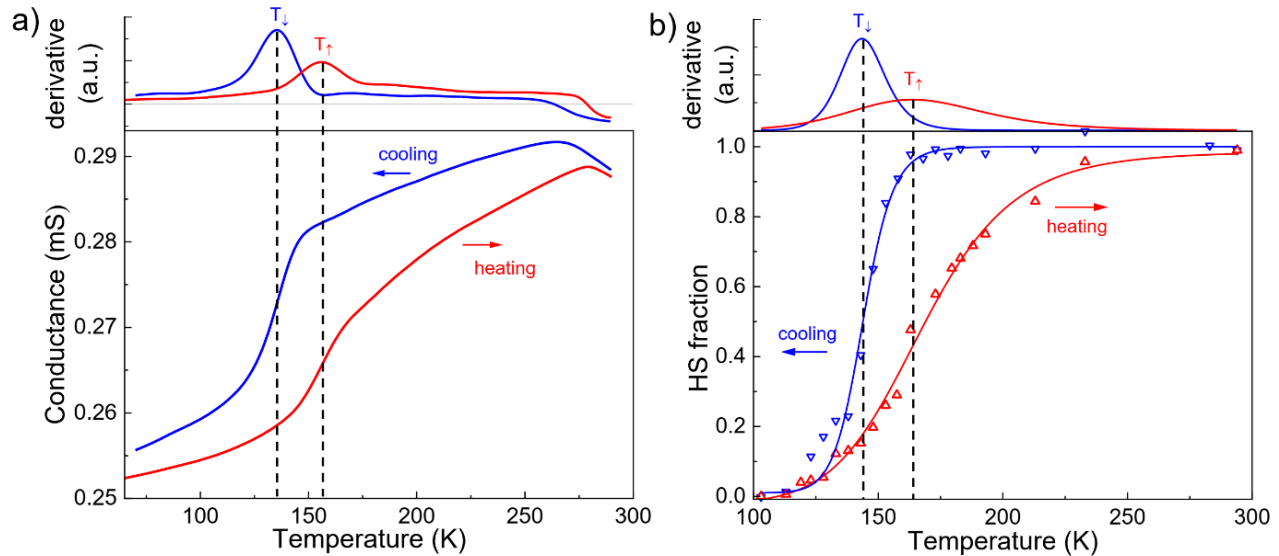 a)
derivative
(a.u.)
T↓
T↑
Conductance (mS)
0.29
0.28
0.27
0.26
0.25
cooling
heating
100
150
200
250
300
Temperature (K)
b)
derivative
(a.u.)
T↓
T↑
HS fraction
1.0
0.8
0.6
0.4
0.2
0.0
cooling
heating
100
150
200
250
300
Temperature (K)